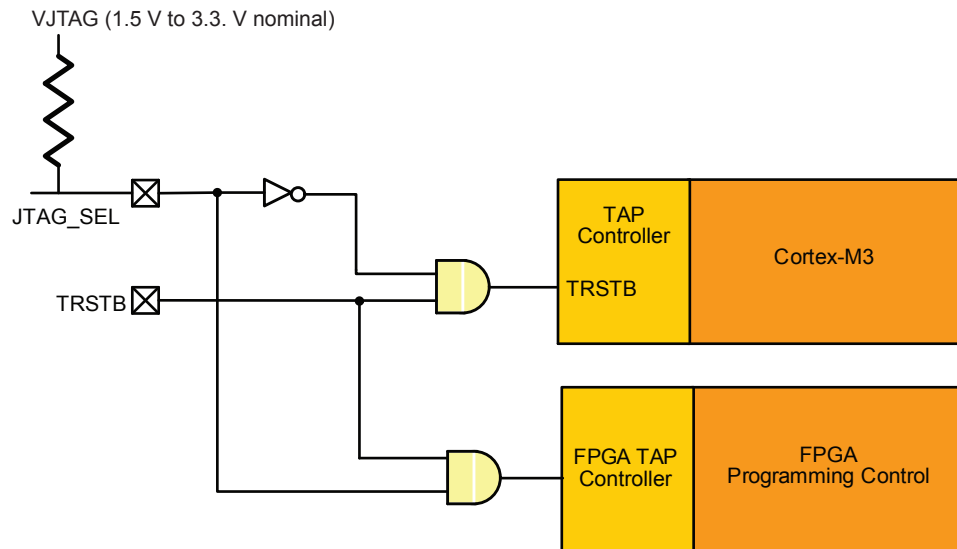 VJTAG (1.5 V to 3.3. V nominal)
JTAG_SEL
TAP
Controller
Cortex-M3
TRSTB
TRSTB
FPGA TAP
Controller
FPGA
Programming Control